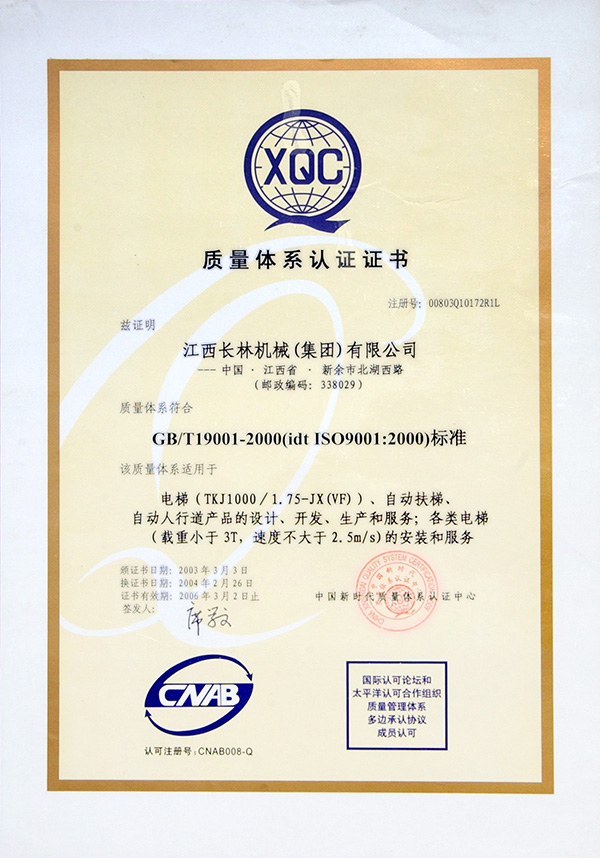 XQC
质量体系认证证书
注册号：00803Q10172R1L
兹证明
江西长林机械(集团)有限公司
---中国·江西省·新余市北湖西路
(邮政编码：338029)
质量体系符合
GB/T19001-2000(idt ISO9001:2000)标准
该质量体系适用于
电梯(TKJ1000/1.75-JX(VF))、自动扶梯、
自动人行道产品的设计、开发、生产和服务；各类电梯
(载重小于3T，速度不大于2.5m/s)的安装和服务
颁证书日期：2003年3月3日
换证书日期：2004年2月26日
证书有效期：2006年3月2日止
签发人：
中国新时代质量体系认证中心
CNAB
认可注册号：CNAB008-Q
国际认可论坛和
太平洋认可合作组织
质量管理体系
多边承认协议
成员认可